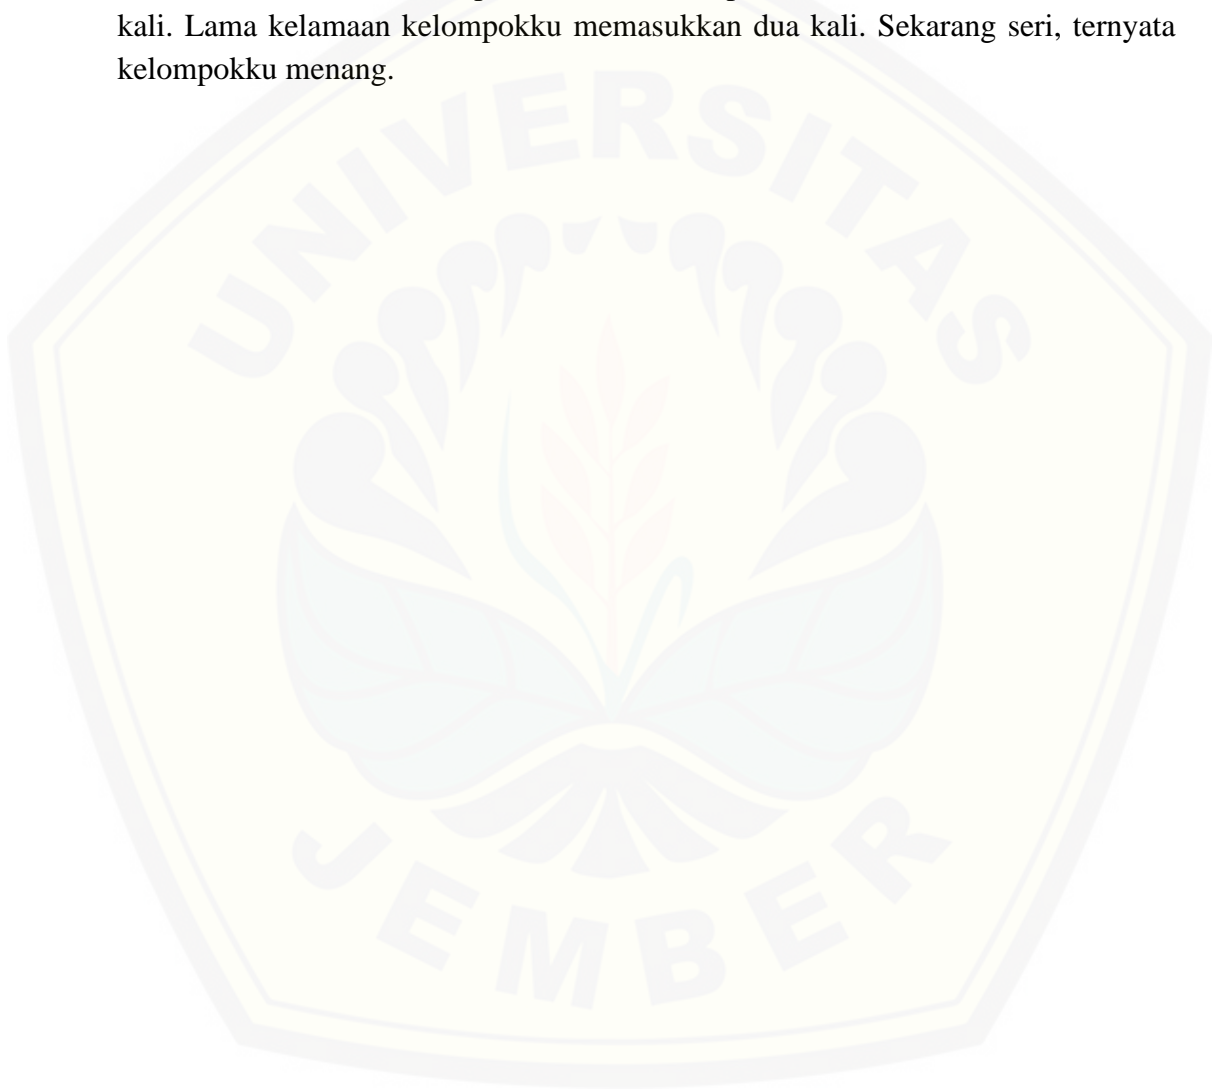 kali. Lama kelamaan kelompokku memasukkan dua kali. Sekarang seri, ternyata
kelompokku menang.
UNIVERSITAS
JEMBER